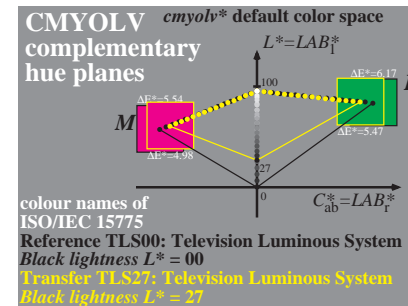 CMYOLV
complementary
hue planes
cmyolv* default color space
L*=LAB*l
100
ΔE*=6.17
ΔE*=5.54
M
ΔE*=5.47
ΔE*=4.98
27
0
C*ab=LAB*r
colour names of
ISO/IEC 15775
Reference TLS00: Television Luminous System
Black lightness L* = 00
Transfer TLS27: Television Luminous System
Black lightness L* = 27